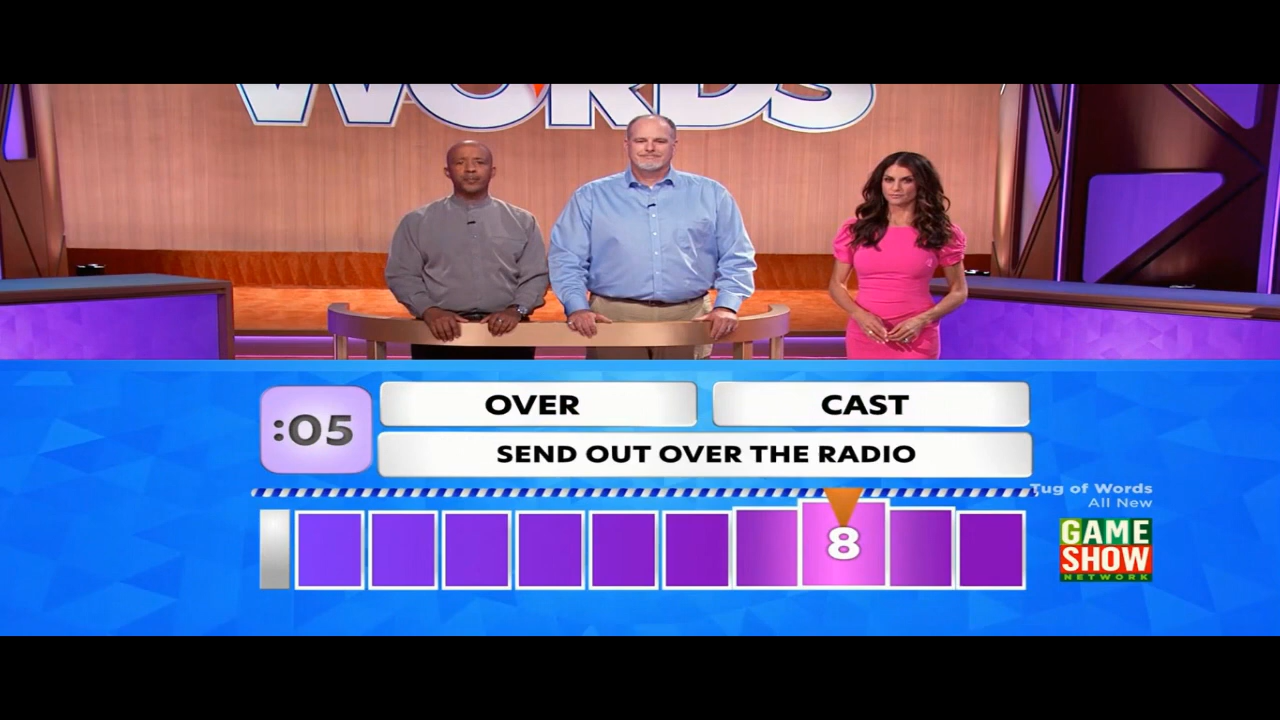 WORDS
:05
OVER
CAST
SEND OUT OVER THE RADIO
Tug of Words
All New
8
GAME
SHOW
NETWORK